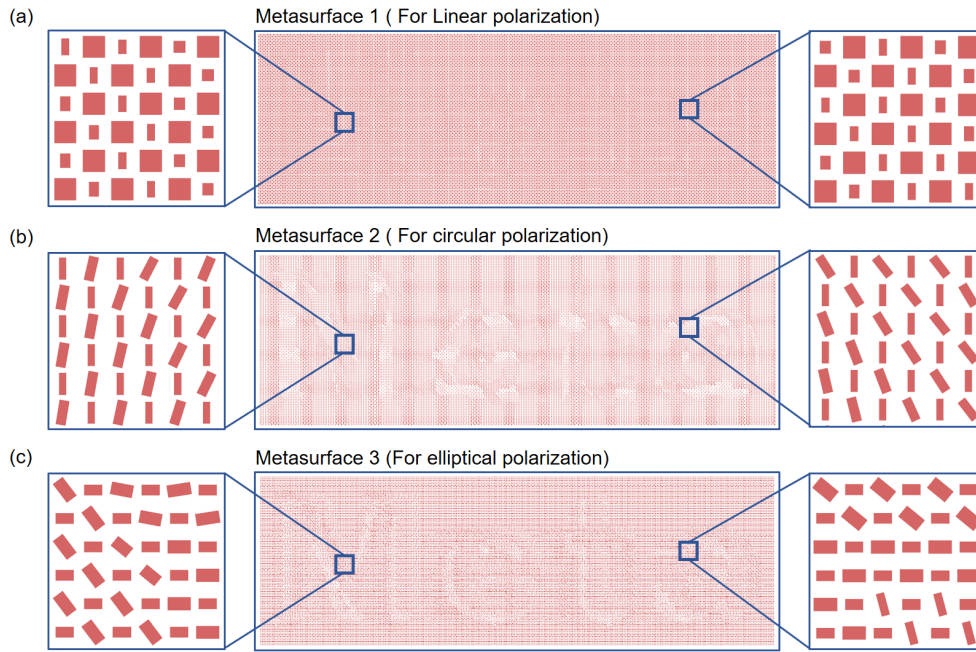 (a) Metasurface 1 ( For Linear polarization)
(b) Metasurface 2 ( For circular polarization)
(c) Metasurface 3 (For elliptical polarization)